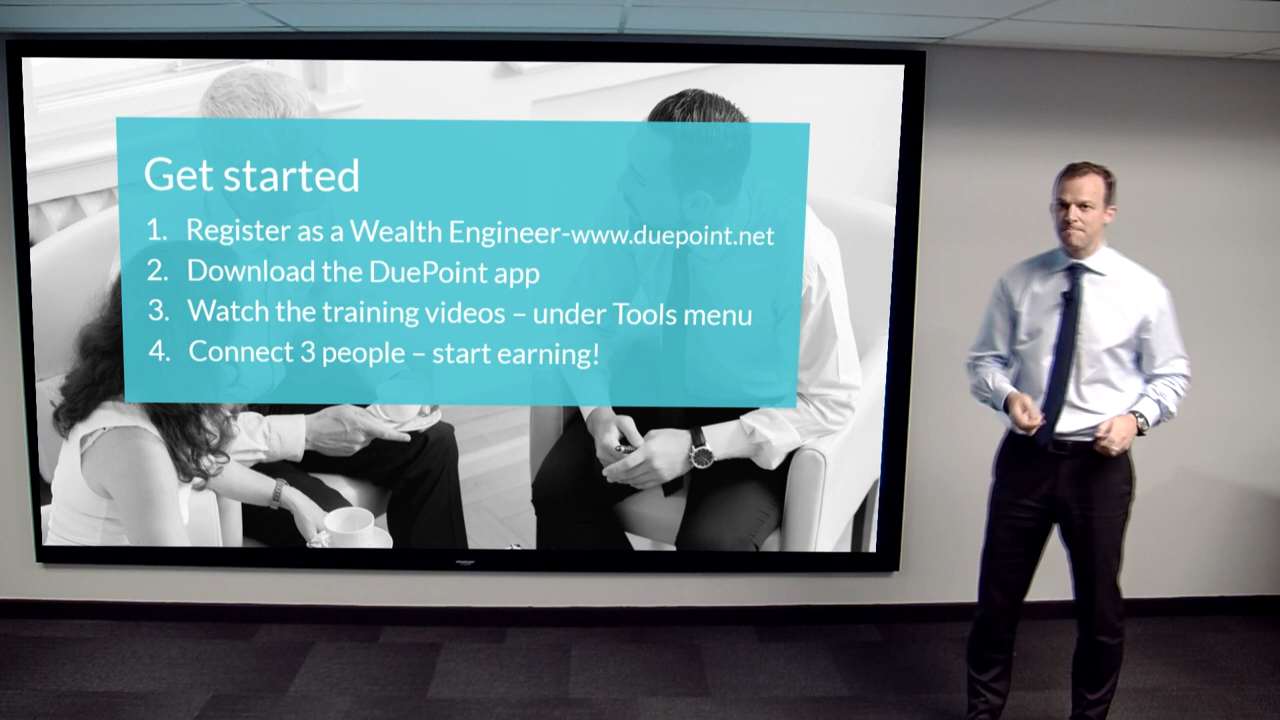 Get started
1. Register as a Wealth Engineer-www.duepoint.net
2. Download the DuePoint app
3. Watch the training videos – under Tools menu
4. Connect 3 people – start earning!